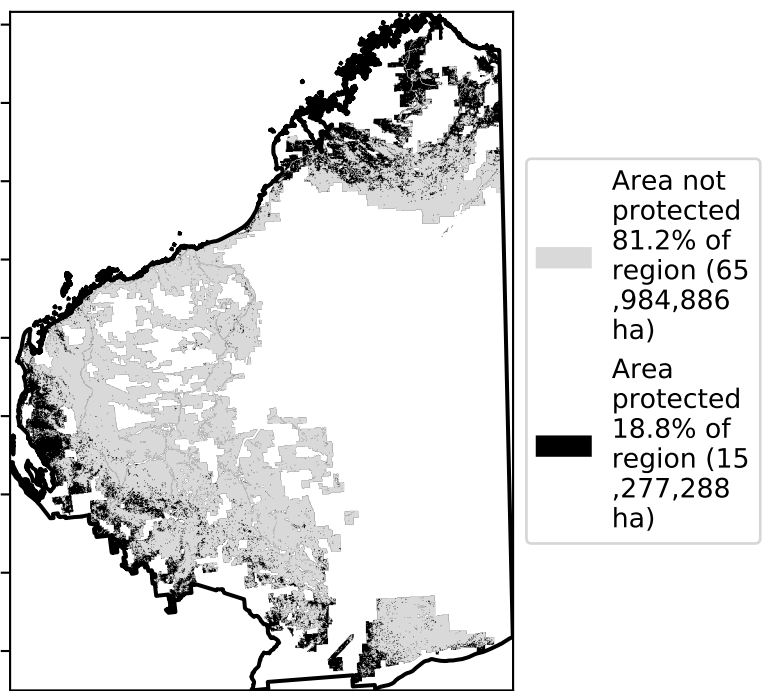 Area not
protected
81.2% of
region (65
,984,886
ha)
Area
protected
18.8% of
region (15
,277,288
ha)